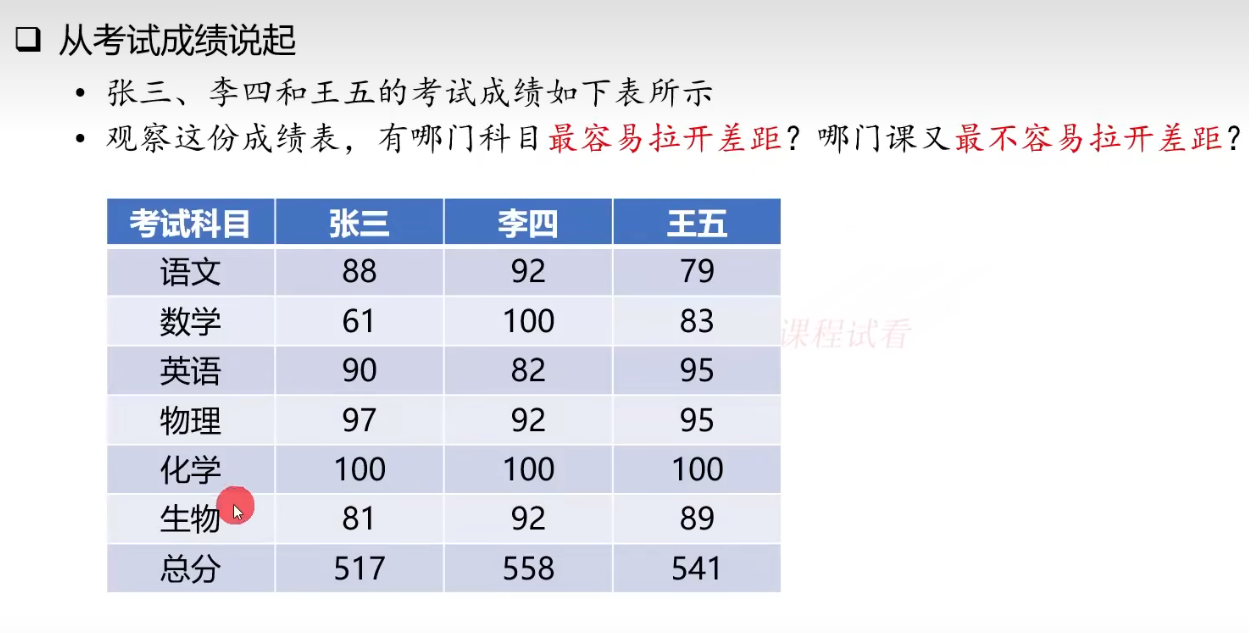 从考试成绩说起
• 张三、李四和王五的考试成绩如下表所示
• 观察这份成绩表，有哪门科目最容易拉开差距？哪门课又最不容易拉开差距？
考试科目 张三 李四 王五
语文 88 92 79
数学 61 100 83
课程试看
英语 90 82 95
物理 97 92 95
化学 100 100 100
生物 81 92 89
总分 517 558 541